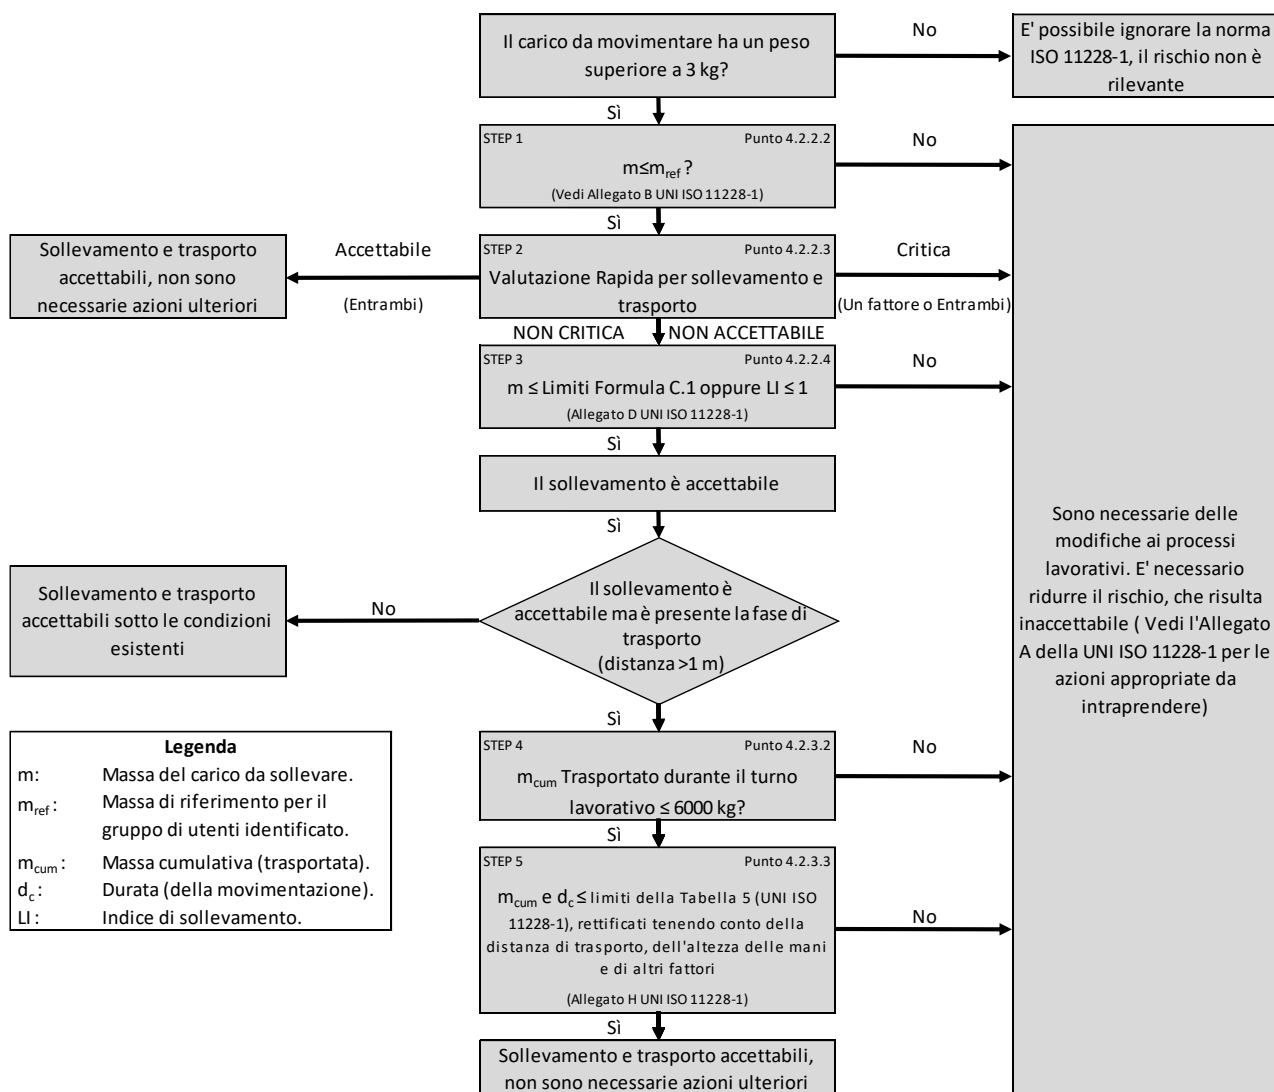 Il carico da movimentare ha un peso
superiore a 3 kg?
No
E' possibile ignorare la norma
ISO 11228-1, il rischio non è
rilevante
Sì
STEP 1
Punto 4.2.2.2
m≤mref ?
(Vedi Allegato B UNI ISO 11228-1)
No
Sì
Sollevamento e trasporto
accettabili, non sono
necessarie azioni ulteriori
Accettabile
(Entrambi)
STEP 2
Punto 4.2.2.3
Valutazione Rapida per sollevamento e
trasporto
Critica
(Un fattore o Entrambi)
NON CRITICA
NON ACCETTABILE
STEP 3
Punto 4.2.2.4
m ≤ Limiti Formula C.1 oppure LI ≤ 1
(Allegato D UNI ISO 11228-1)
No
Sì
Il sollevamento è accettabile
Sì
Il sollevamento è
accettabile ma è presente la fase di
trasporto
(distanza >1 m)
No
Sollevamento e trasporto
accettabili sotto le condizioni
esistenti
Sono necessarie delle
modifiche ai processi
lavorativi. E' necessario
ridurre il rischio, che risulta
inaccettabile ( Vedi l'Allegato
A della UNI ISO 11228-1 per le
azioni appropriate da
intraprendere)
Sì
STEP 4
Punto 4.2.3.2
mcum Trasportato durante il turno
lavorativo ≤ 6000 kg?
No
Sì
Legenda
m: Massa del carico da sollevare.
mref : Massa di riferimento per il
gruppo di utenti identificato.
mcum : Massa cumulativa (trasportata).
dc : Durata (della movimentazione).
LI : Indice di sollevamento.
STEP 5
Punto 4.2.3.3
mcum e dc ≤ limiti della Tabella 5 (UNI ISO
11228-1), rettificati tenendo conto della
distanza di trasporto, dell'altezza delle mani
e di altri fattori
(Allegato H UNI ISO 11228-1)
No
Sì
Sollevamento e trasporto accettabili,
non sono necessarie azioni ulteriori